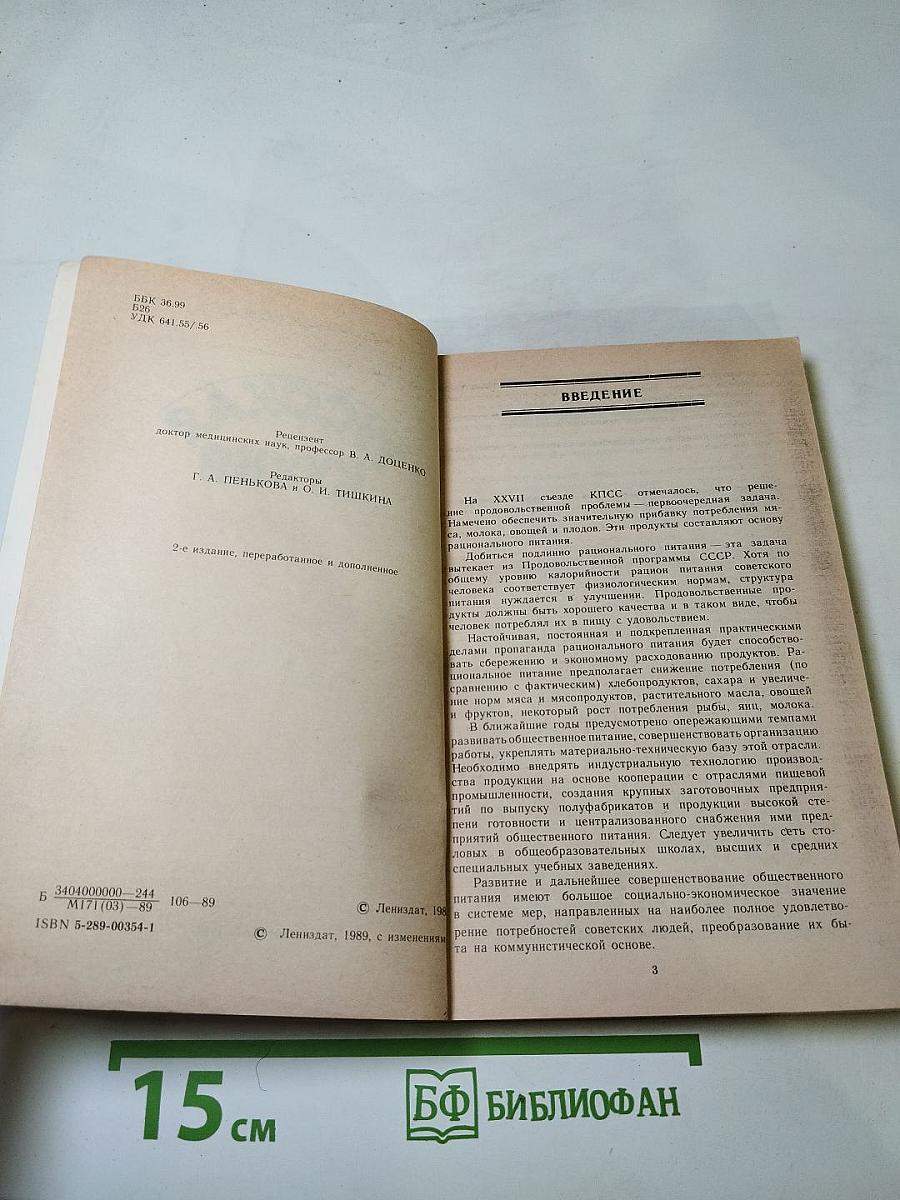 ББК 36.99
Б26
УДК 641.55/56
Рецензент
доктор медицинских наук, профессор В. А. ДОЦЕНКО
Редакторы
Г. А. ПЕНЬКОВА и О. И. ТИШКИНА
2-е издание, переработанное и дополненное
Б 3404000000—244
М171(03)—89 106—89
ISBN 5-289-00354-1
© Лениздат, 198
© Лениздат, 1989, с изменениями
ВВЕДЕНИЕ
На XXVII съезде КПСС отмечалось, что реше-
ние продовольственной проблемы — первоочередная задача.
Намечено обеспечить значительную прибавку потребления мя-
са, молока, овощей и плодов. Эти продукты составляют основу
рационального питания.
Добиться подлинно рационального питания — эта задача
вытекает из Продовольственной программы СССР. Хотя по
общему уровню калорийности рацион питания советского
человека соответствует физиологическим нормам, структура
питания нуждается в улучшении. Продовольственные про-
дукты должны быть хорошего качества и в таком виде, чтобы
человек потреблял их в пищу с удовольствием.
Настойчивая, постоянная и подкрепленная практическими
делами пропаганда рационального питания будет способство-
вать сбережению и экономному расходованию продуктов. Ра-
циональное питание предполагает снижение потребления (по
сравнению с фактическим) хлебопродуктов, сахара и увеличе-
ние норм мяса и мясопродуктов, растительного масла, овощей
и фруктов, некоторый рост потребления рыбы, яиц, молока.
В ближайшие годы предусмотрено опережающими темпами
развивать общественное питание, совершенствовать организацию
работы, укреплять материально-техническую базу этой отрасли.
Необходимо внедрять индустриальную технологию производ-
ства продукции на основе кооперации с отраслями пищевой
промышленности, создания крупных заготовочных предприя-
тий по выпуску полуфабрикатов и продукции высокой сте-
пени готовности и централизованного снабжения ими пред-
приятий общественного питания. Следует увеличить сеть сто-
ловых в общеобразовательных школах, высших и средних
специальных учебных заведениях.
Развитие и дальнейшее совершенствование общественного
питания имеют большое социально-экономическое значение
в системе мер, направленных на наиболее полное удовлетво-
рение потребностей советских людей, преобразование их бы-
та на коммунистической основе.
3
15 см
БФ БИБЛИОФАН